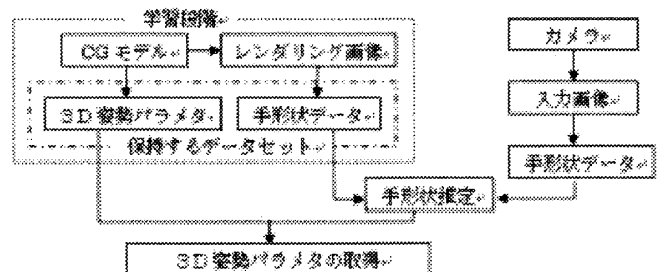 学習段階
CGモデル
レンダリング画像
3D姿勢パラメタ
手形状データ
保持するデータセット
カメラ
入力画像
手形状データ
手形状推定
3D姿勢パラメタの取得